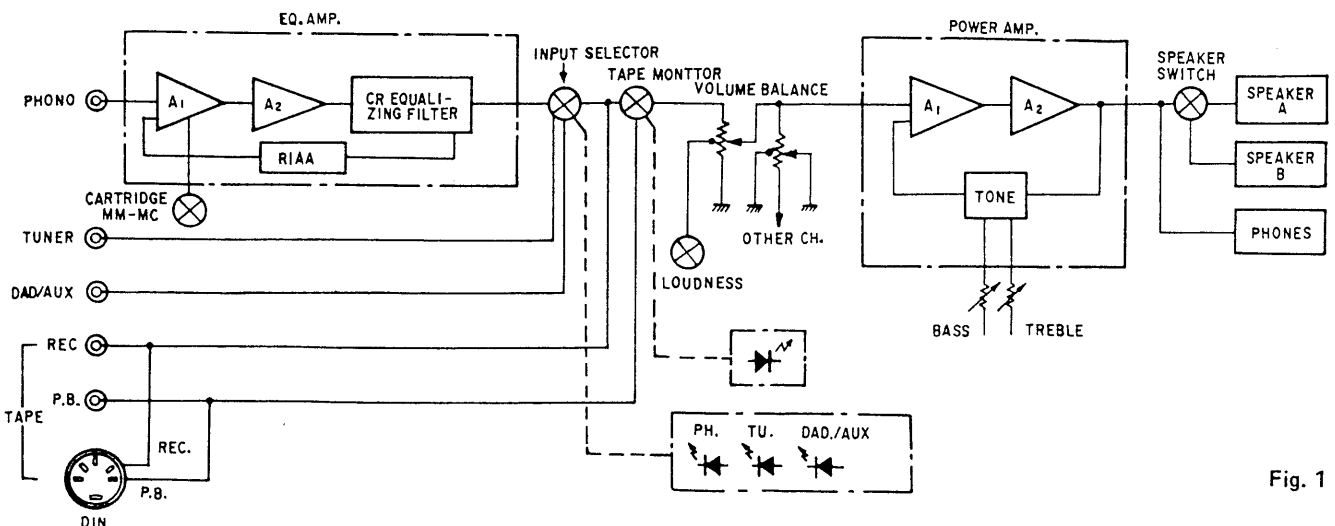 EQ. AMP.
PHONO
A1
A2
CR EQUALI-
ZING FILTER
RIAA
CARTRIDGE
MM-MC
INPUT SELECTOR
TAPE MONTTOR
VOLUME BALANCE
LOUDNESS
OTHER CH.
POWER AMP.
A1
A2
TONE
BASS
TREBLE
SPEAKER
SWITCH
SPEAKER
A
SPEAKER
B
PHONES
TUNER
DAD/AUX
REC
P.B.
TAPE
REC.
P.B.
DIN
PH.
TU.
DAD./AUX
Fig. 1